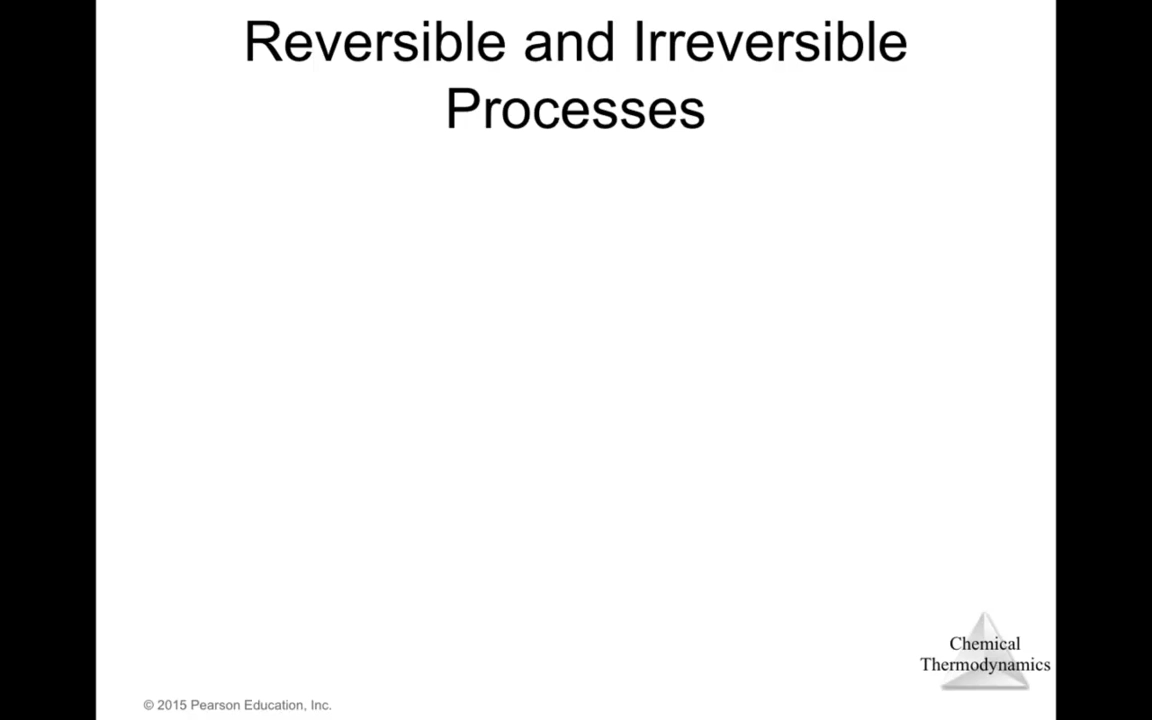 Reversible and Irreversible
Processes
Chemical
Thermodynamics
© 2015 Pearson Education, Inc.